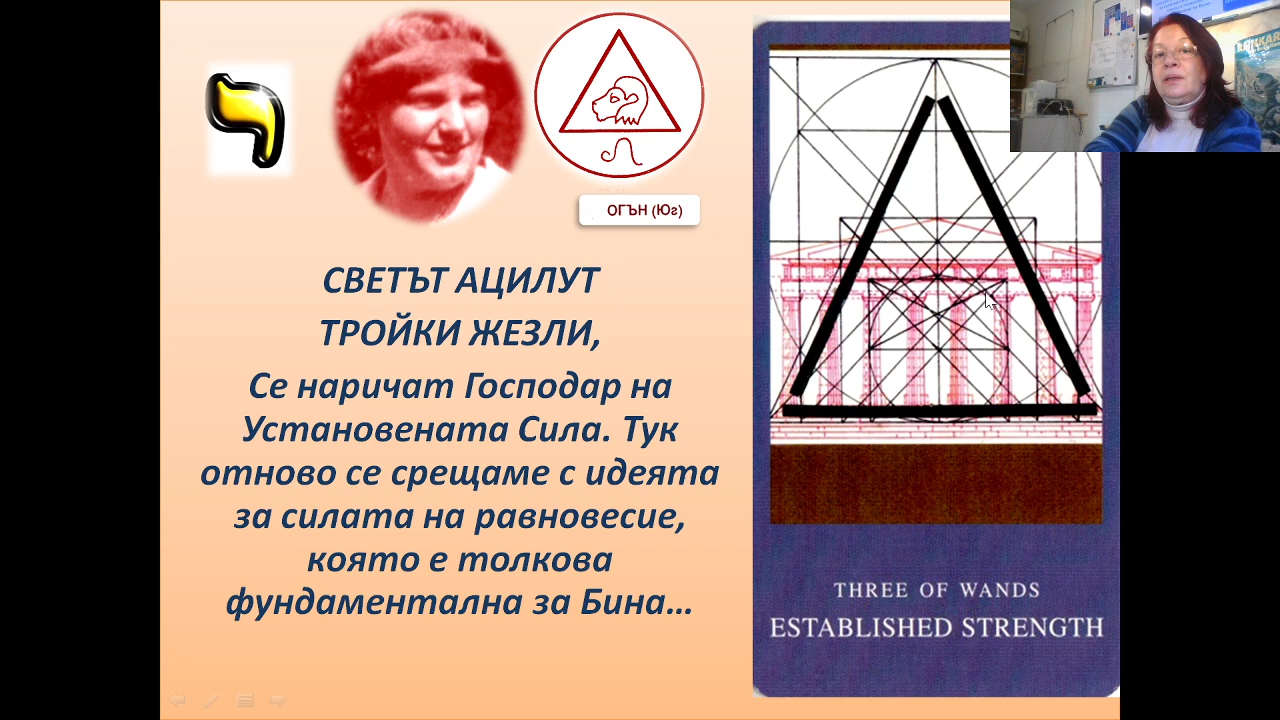 י
ОГЪН (Юг)
СВЕТЪТ АЦИЛУТ
ТРОЙКИ ЖЕЗЛИ,
Се наричат Господар на
Установената Сила. Тук
отново се срещаме с идеята
за силата на равновесие,
която е толкова
фундаментална за Бина...
THREE OF WANDS
ESTABLISHED STRENGTH